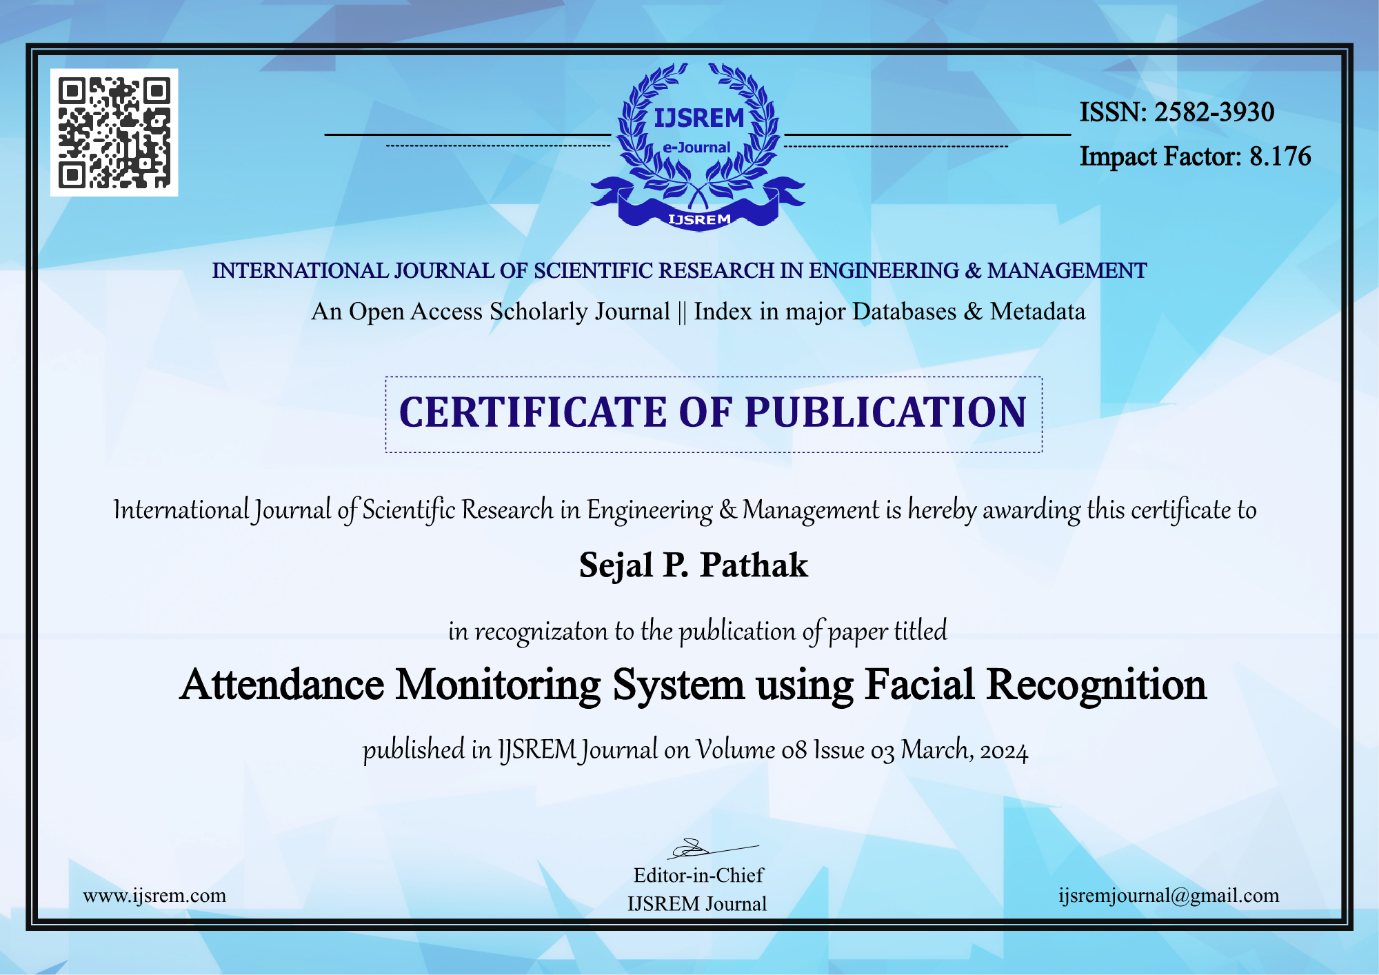 IJSREM
e-Journal
IJSREM
ISSN: 2582-3930
Impact Factor: 8.176
INTERNATIONAL JOURNAL OF SCIENTIFIC RESEARCH IN ENGINEERING & MANAGEMENT
An Open Access Scholarly Journal || Index in major Databases & Metadata
CERTIFICATE OF PUBLICATION
International Journal of Scientific Research in Engineering & Management is hereby awarding this certificate to
Sejal P. Pathak
in recognizaton to the publication of paper titled
Attendance Monitoring System using Facial Recognition
published in IJSREM Journal on Volume 08 Issue 03 March, 2024
Editor-in-Chief
IJSREM Journal
www.ijsrem.com
ijsremjournal@gmail.com